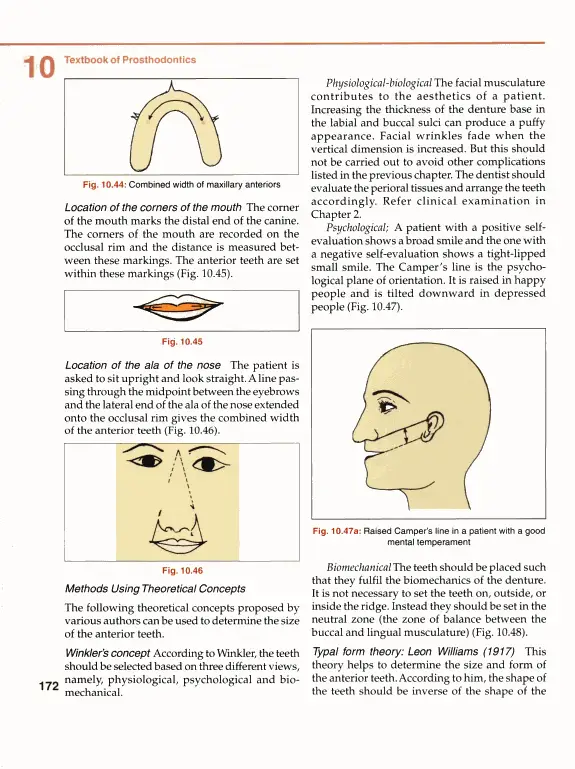 10
Textbook of Prosthodontics
Fig. 10.44: Combined width of maxillary anteriors
Location of the corners of the mouth The corner
of the mouth marks the distal end of the canine.
The corners of the mouth are recorded on the
occlusal rim and the distance is measured bet-
ween these markings. The anterior teeth are set
within these markings (Fig. 10.45).
Fig. 10.45
Location of the ala of the nose The patient is
asked to sit upright and look straight. A line pas-
sing through the midpoint between the eyebrows
and the lateral end of the ala of the nose extended
onto the occlusal rim gives the combined width
of the anterior teeth (Fig. 10.46).
Fig. 10.46
Methods Using Theoretical Concepts
The following theoretical concepts proposed by
various authors can be used to determine the size
of the anterior teeth.
Winkler's concept According to Winkler, the teeth
should be selected based on three different views,
namely, physiological, psychological and bio-
mechanical.
172
Physiological-biological The facial musculature
contributes to the aesthetics of a patient.
Increasing the thickness of the denture base in
the labial and buccal sulci can produce a puffy
appearance. Facial wrinkles fade when the
vertical dimension is increased. But this should
not be carried out to avoid other complications
listed in the previous chapter. The dentist should
evaluate the perioral tissues and arrange the teeth
accordingly. Refer clinical examination in
Chapter 2.
Psychological; A patient with a positive self-
evaluation shows a broad smile and the one with
a negative self-evaluation shows a tight-lipped
small smile. The Camper's line is the psycho-
logical plane of orientation. It is raised in happy
people and is tilted downward in depressed
people (Fig. 10.47).
Fig. 10.47a: Raised Camper's line in a patient with a good
mental temperament
Biomechanical The teeth should be placed such
that they fulfil the biomechanics of the denture.
It is not necessary to set the teeth on, outside, or
inside the ridge. Instead they should be set in the
neutral zone (the zone of balance between the
buccal and lingual musculature) (Fig. 10.48).
Typal form theory: Leon Williams (1917) This
theory helps to determine the size and form of
the anterior teeth. According to him, the shape of
the teeth should be inverse of the shape of the